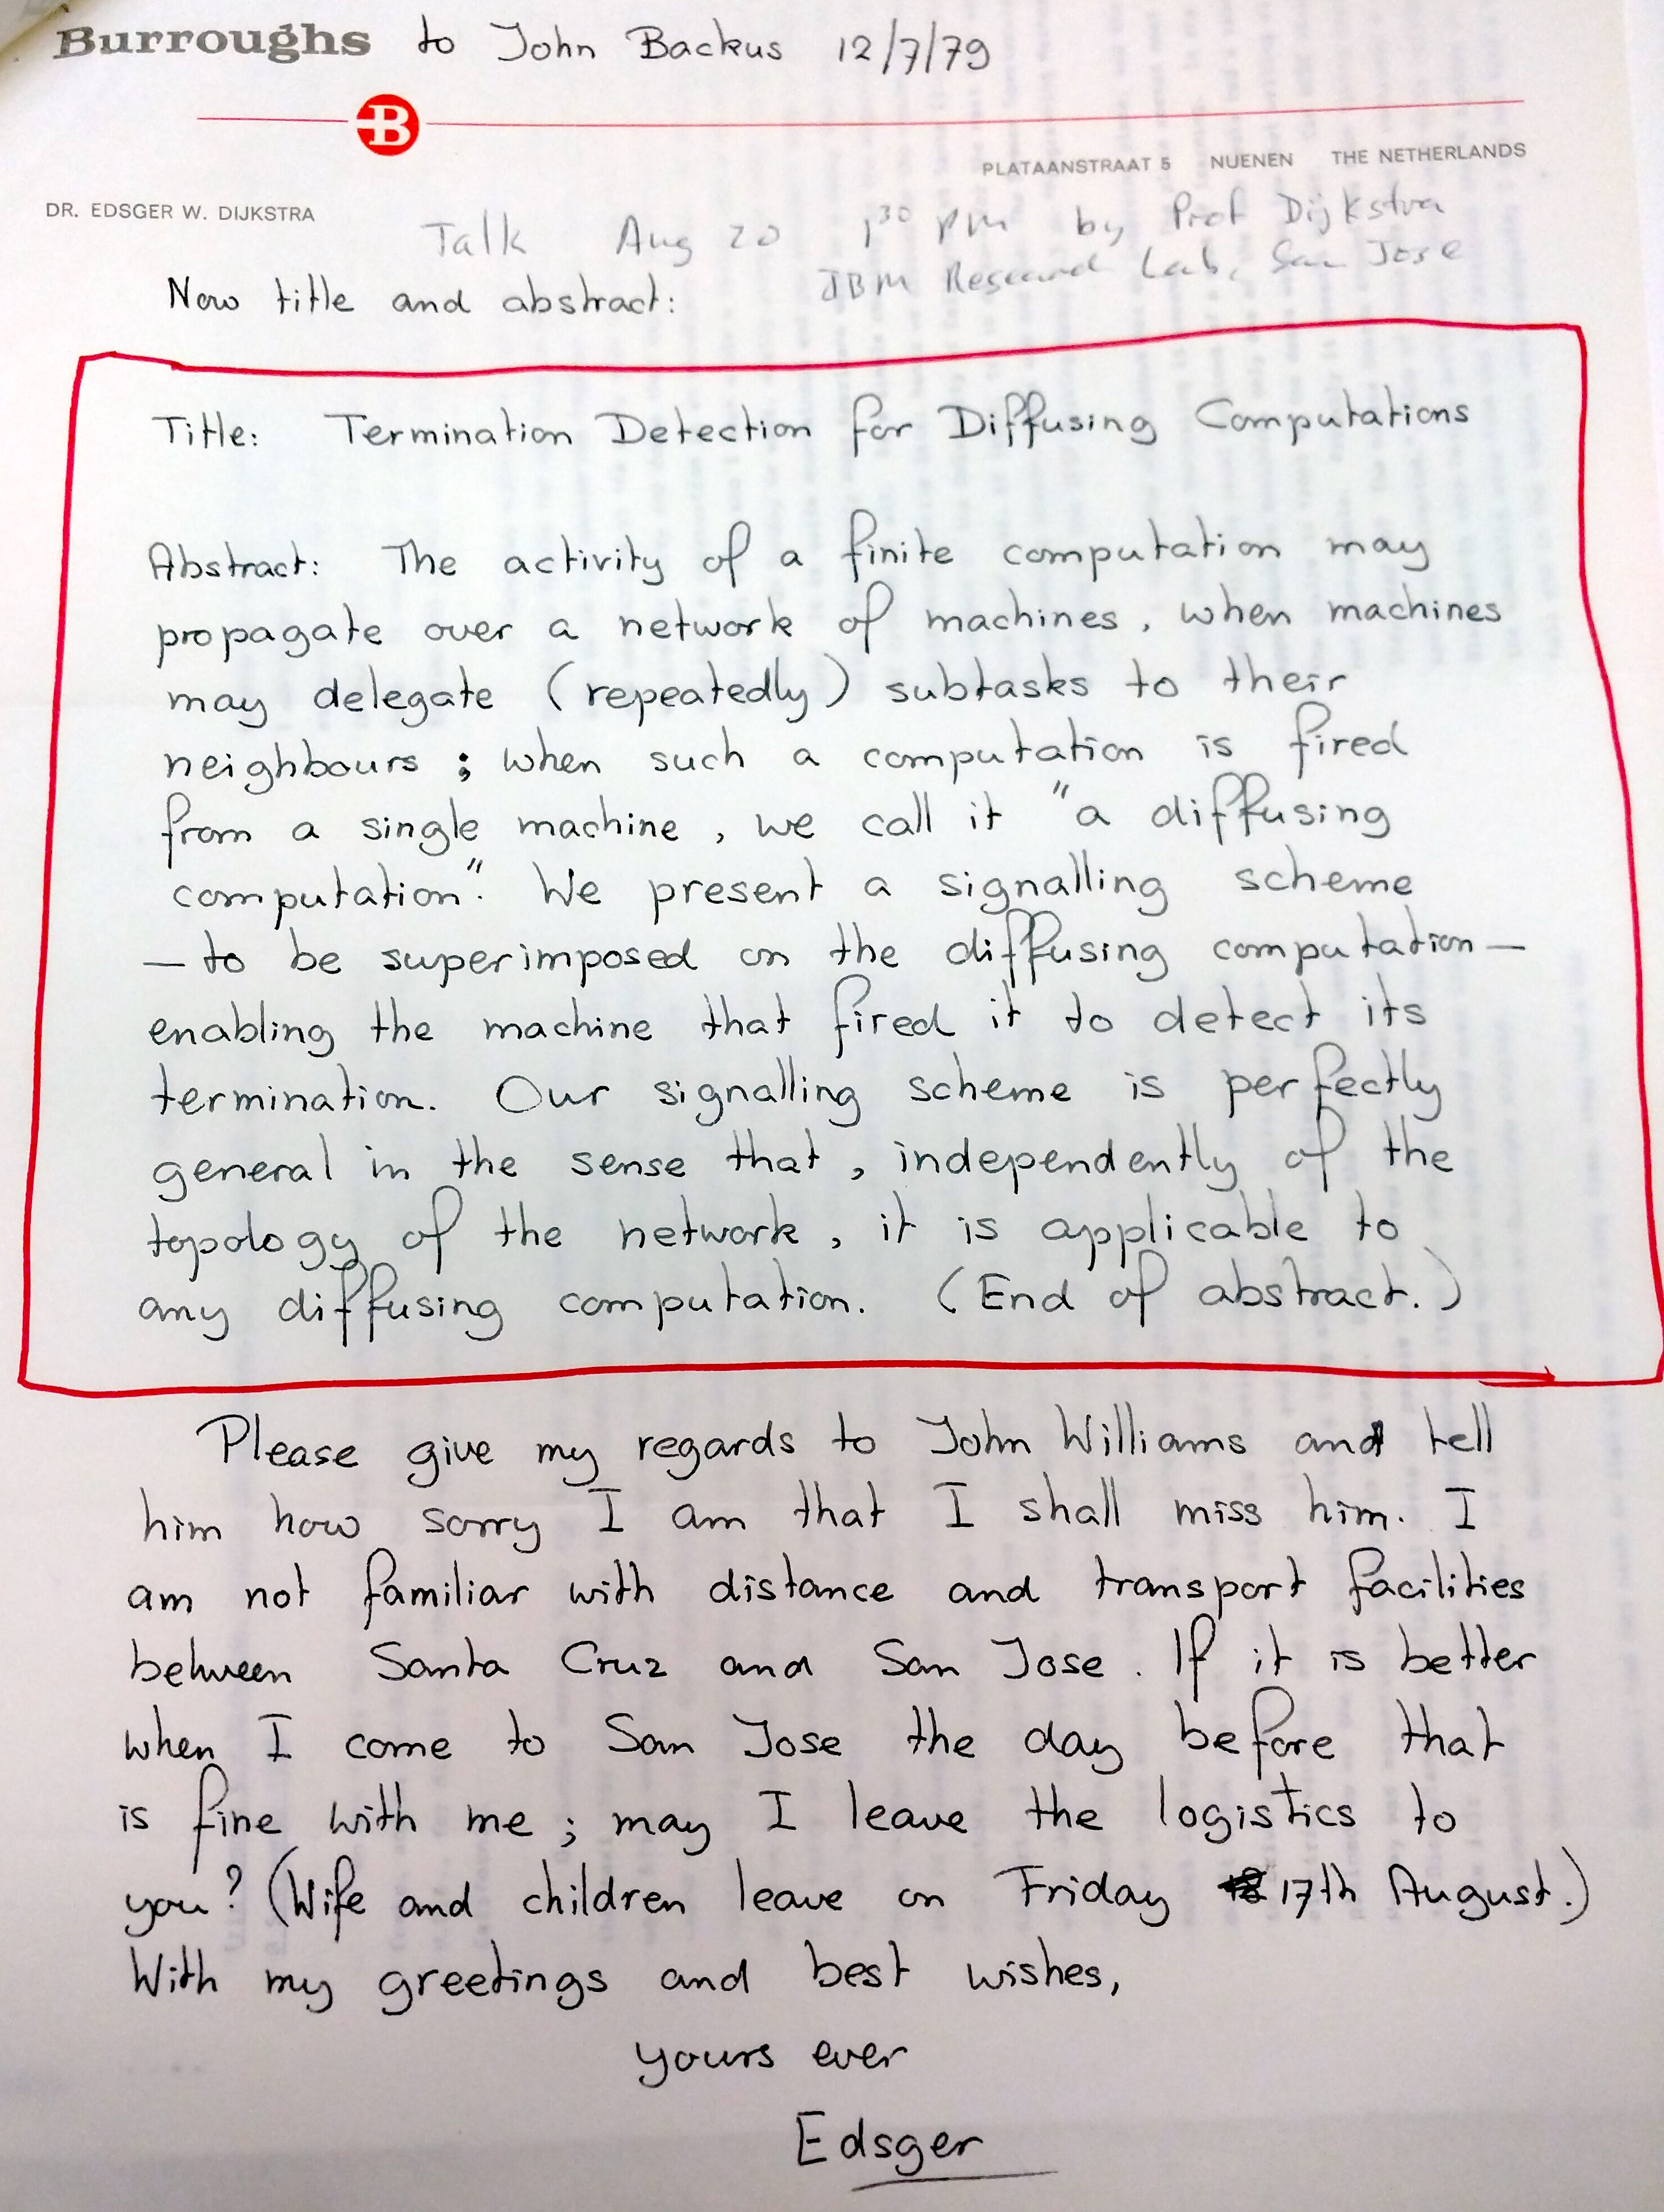 Burroughs to John Backus 12/7/79
B
PLATAANSTRAAT 5 NUENEN THE NETHERLANDS
DR. EDSGER W. DIJKSTRA
Talk Aug 20 1³⁰ PM by Prof Dijkstra
IBM Research Lab, San Jose
Now title and abstract:
Title: Termination Detection for Diffusing Computations
Abstract: The activity of a finite computation may
propagate over a network of machines, when machines
may delegate (repeatedly) subtasks to their
neighbours; when such a computation is fired
from a single machine, we call it "a diffusing
computation". We present a signalling scheme
—to be superimposed on the diffusing computation—
enabling the machine that fired it to detect its
termination. Our signalling scheme is perfectly
general in the sense that, independently of the
topology of the network, it is applicable to
any diffusing computation. (End of abstract.)
Please give my regards to John Williams and tell
him how sorry I am that I shall miss him. I
am not familiar with distance and transport facilities
between Santa Cruz and San Jose. If it is better
when I come to San Jose the day before that
is fine with me; may I leave the logistics to
you? (Wife and children leave on Friday 17th August.)
With my greetings and best wishes,
yours ever
Edsger